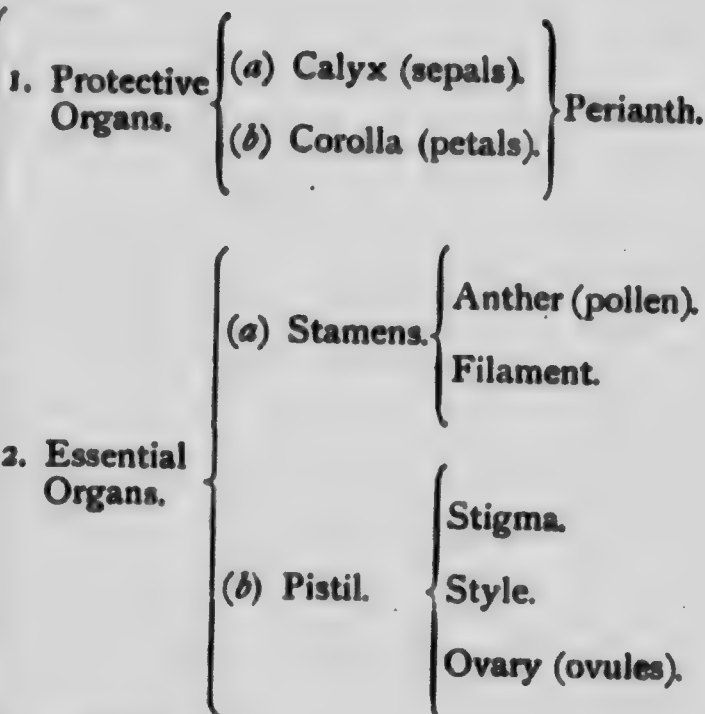 1. Protective
Organs.
(a) Calyx (sepals).
(b) Corolla (petals).
Perianth.
2. Essential
Organs.
(a) Stamens.
Anther (pollen).
Filament.
(b) Pistil.
Stigma.
Style.
Ovary (ovules).